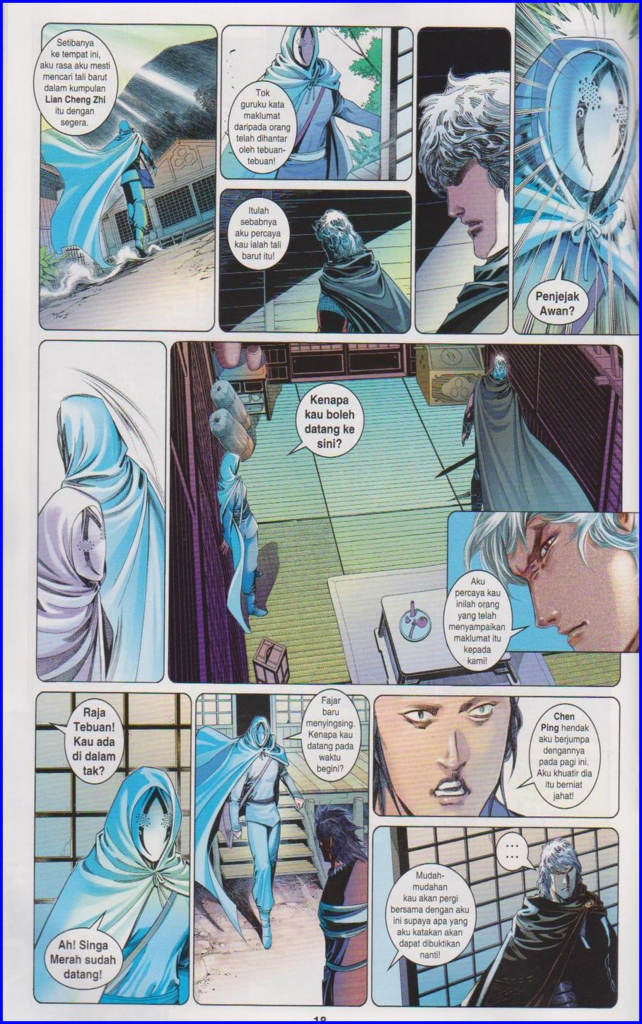 Setibanya
ke tempat ini,
aku rasa aku mesti
mencari tali barut
dalam kumpulan
Lian Cheng Zhi
itu dengan
segera.
Tok
guruku kata
maklumat
daripada orang
telah dihantar
oleh tebuan-
tebuan!
Itulah
sebabnya
aku percaya
kau ialah tali
barut itu!
Penjejak
Awan?
Kenapa
kau boleh
datang ke
sini?
Aku
percaya kau
inilah orang
yang telah
menyampaikan
maklumat itu
kepada
kami!
Raja
Tebuan!
Kau ada
di dalam
tak?
Ah! Singa
Merah sudah
datang!
Fajar
baru
menyingsing.
Kenapa kau
datang pada
waktu
begini?
Chen
Ping hendak
aku berjumpa
dengannya
pada pagi ini.
Aku khuatir dia
itu berniat
jahat!
...
...
Mudah-
mudahan
kau akan pergi
bersama dengan aku
ini supaya apa yang
aku katakan akan
dapat dibuktikan
nanti!